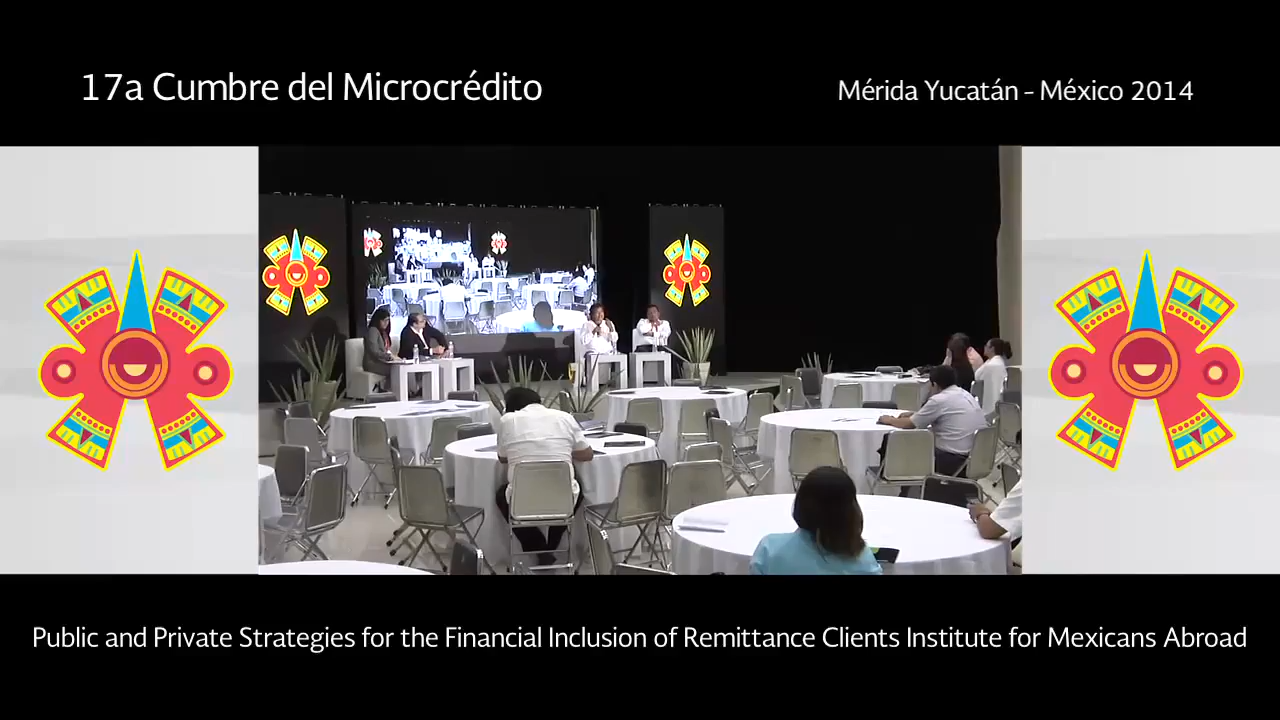 17a Cumbre del Microcrédito
Mérida Yucatán - México 2014
Public and Private Strategies for the Financial Inclusion of Remittance Clients Institute for Mexicans Abroad